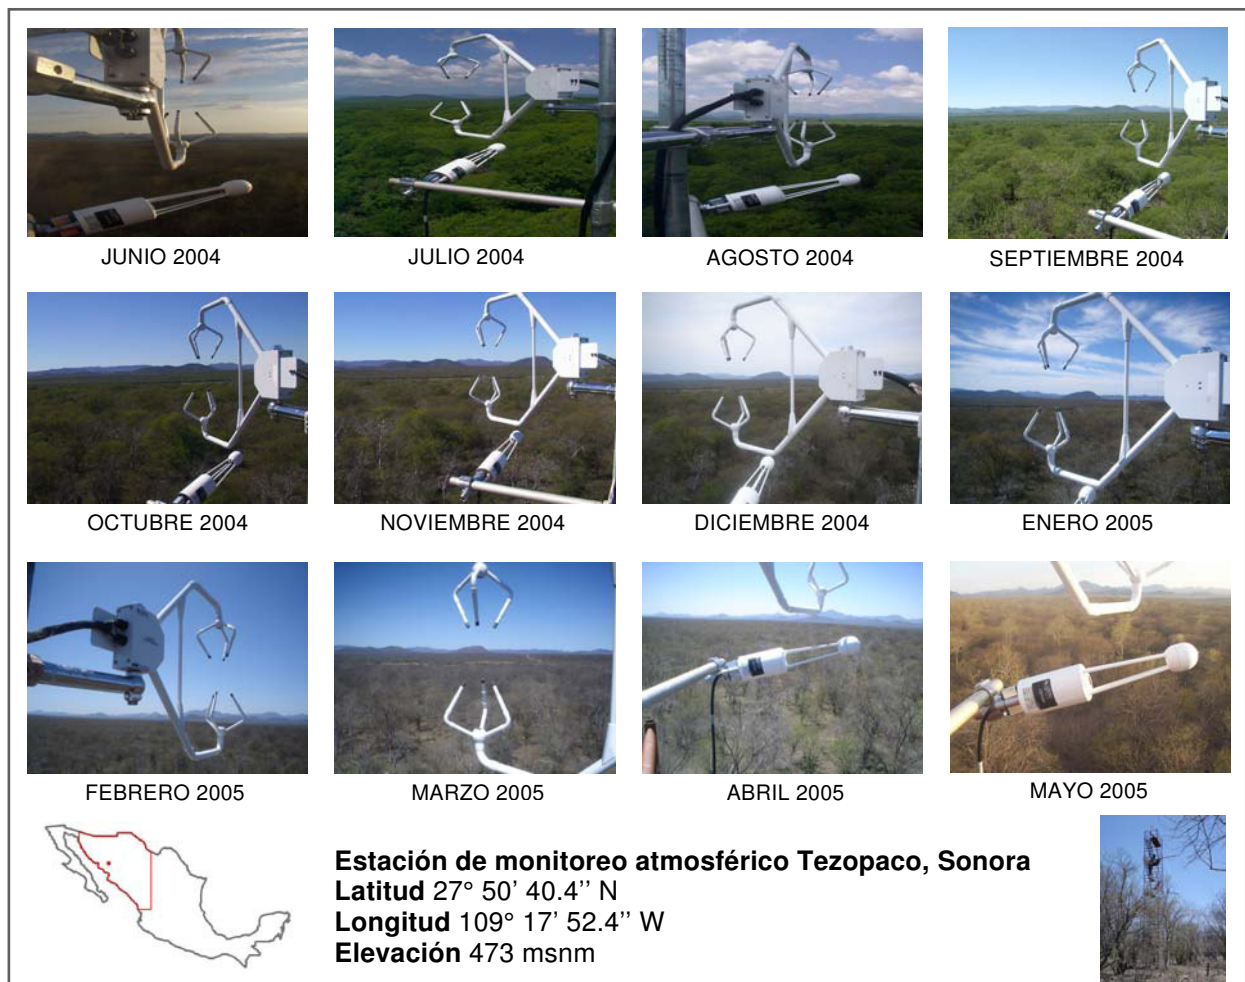 JUNIO 2004
JULIO 2004
AGOSTO 2004
SEPTIEMBRE 2004
OCTUBRE 2004
NOVIEMBRE 2004
DICIEMBRE 2004
ENERO 2005
FEBRERO 2005
MARZO 2005
ABRIL 2005
MAYO 2005
Estación de monitoreo atmosférico Tezopaco, Sonora
Latitud 27° 50’ 40.4’’ N
Longitud 109° 17’ 52.4’’ W
Elevación 473 msnm